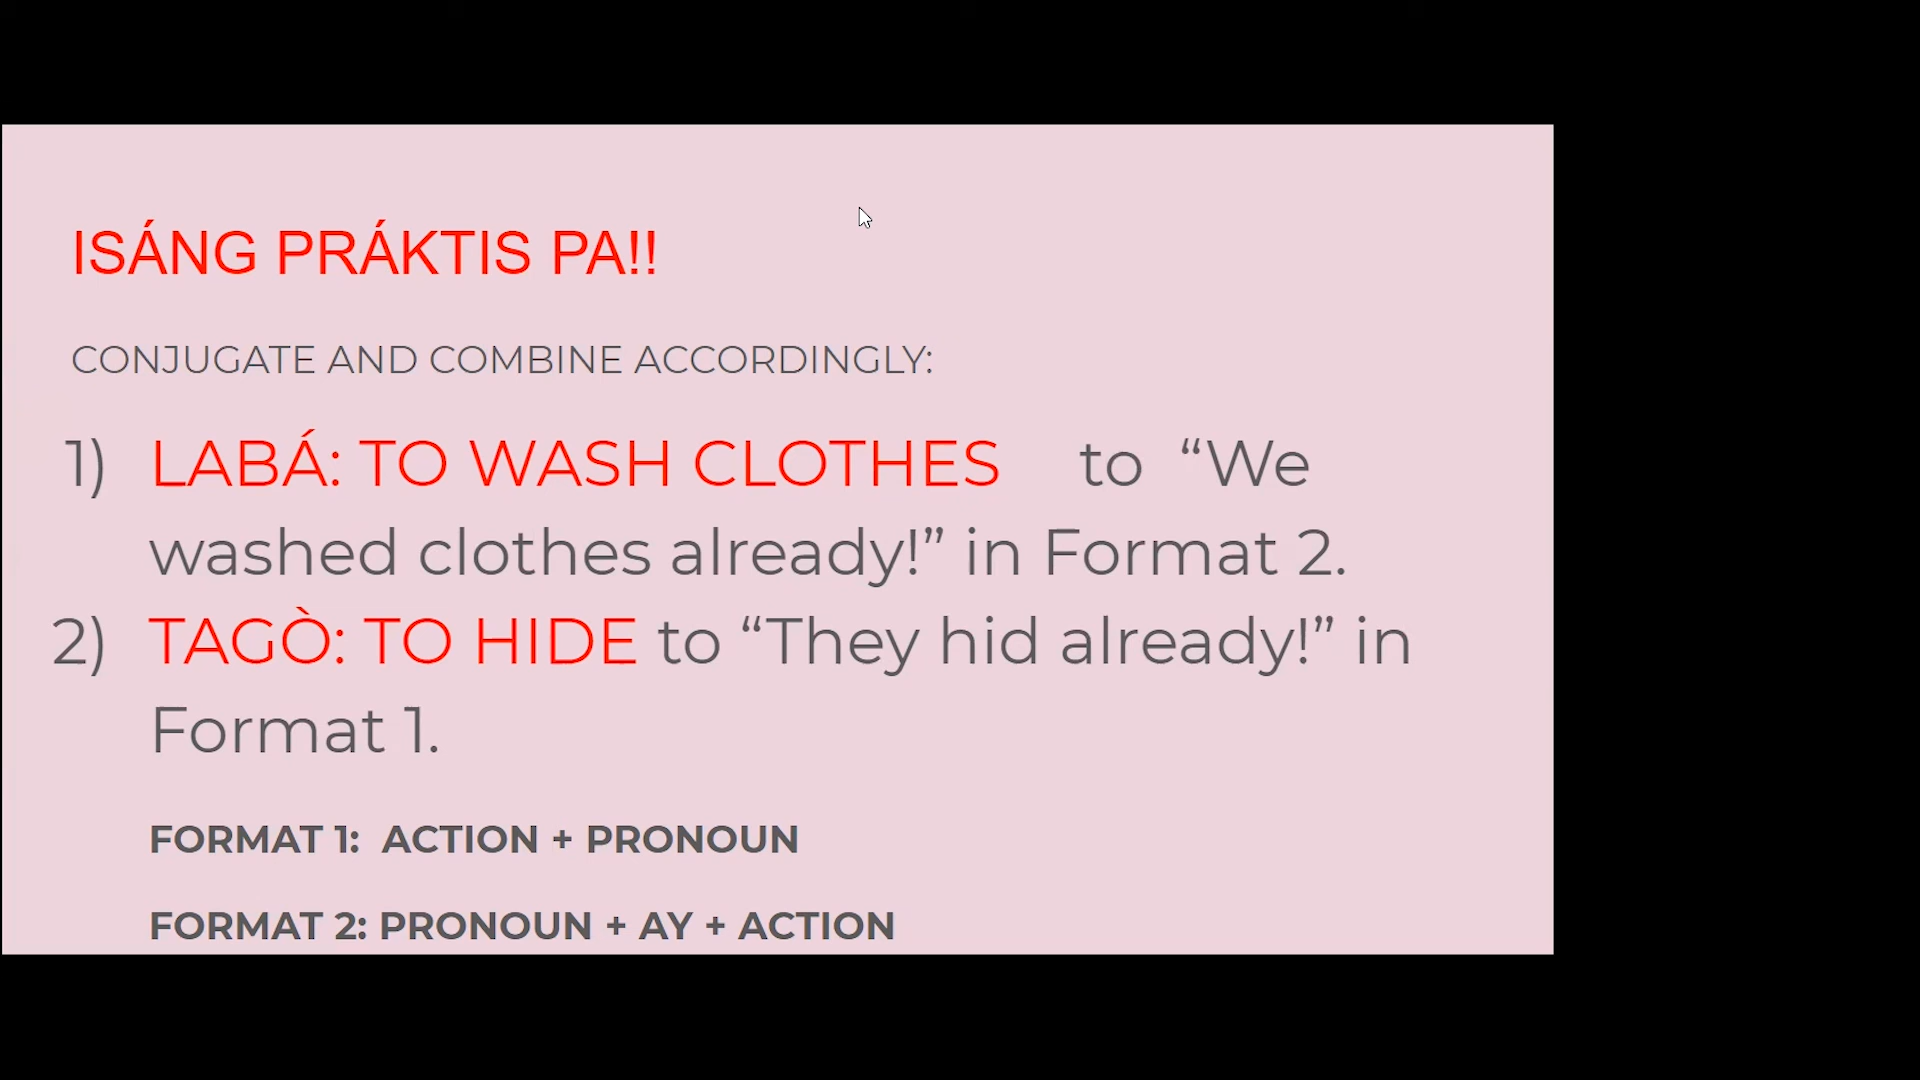 ISÁNG PRÁKTIS PA!!
CONJUGATE AND COMBINE ACCORDINGLY:
1) LABÁ: TO WASH CLOTHES to “We
washed clothes already!” in Format 2.
2) TAGÒ: TO HIDE to “They hid already!” in
Format 1.
FORMAT 1: ACTION + PRONOUN
FORMAT 2: PRONOUN + AY + ACTION